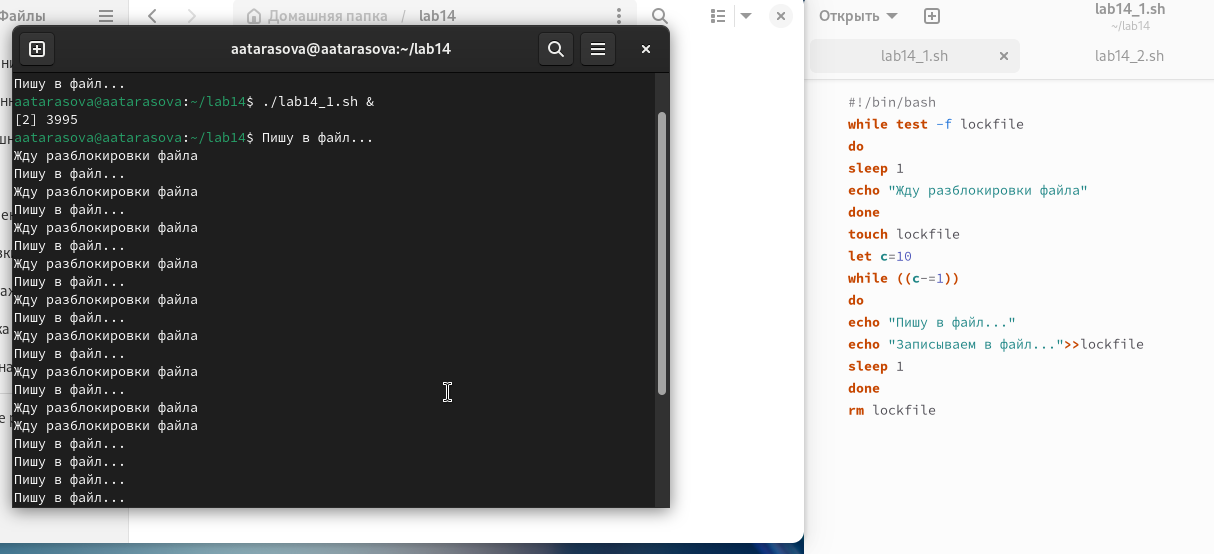 Файлы
Домашняя папка / lab14
Открыть
lab14_1.sh
~/lab14
lab14_1.sh
lab14_2.sh
aatarasova@aatarasova:~/lab14
Пишу в файл...
aatarasova@aatarasova:~/lab14$ ./lab14_1.sh &
[2] 3995
aatarasova@aatarasova:~/lab14$ Пишу в файл...
Жду разблокировки файла
Пишу в файл...
Жду разблокировки файла
Пишу в файл...
Жду разблокировки файла
Пишу в файл...
Жду разблокировки файла
Пишу в файл...
Жду разблокировки файла
Пишу в файл...
Жду разблокировки файла
Пишу в файл...
Жду разблокировки файла
Пишу в файл...
Жду разблокировки файла
Жду разблокировки файла
Пишу в файл...
Пишу в файл...
Пишу в файл...
Пишу в файл...
#!/bin/bash
while test -f lockfile
do
sleep 1
echo "Жду разблокировки файла"
done
touch lockfile
let c=10
while ((c-=1))
do
echo "Пишу в файл..."
echo "Записываем в файл...">>lockfile
sleep 1
done
rm lockfile